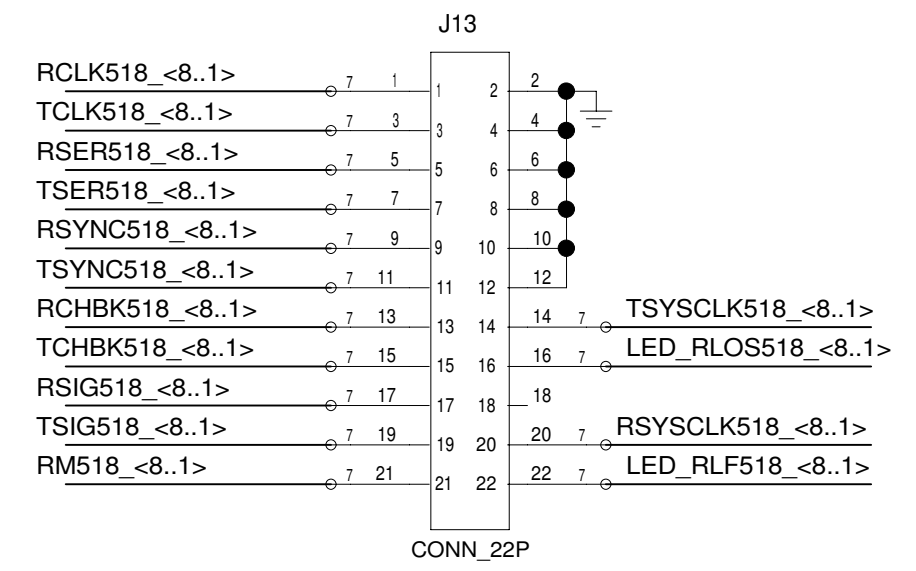 J13
RCLK518_<8..1> 7 1 1 2 2
TCLK518_<8..1> 7 3 3 4 4
RSER518_<8..1> 7 5 5 6 6
TSER518_<8..1> 7 7 7 8 8
RSYNC518_<8..1> 7 9 9 10 10
TSYNC518_<8..1> 7 11 11 12 12
RCHBK518_<8..1> 7 13 13 14 14 7 TSYSCLK518_<8..1>
TCHBK518_<8..1> 7 15 15 16 16 7 LED_RLOS518_<8..1>
RSIG518_<8..1> 7 17 17 18 18
TSIG518_<8..1> 7 19 19 20 20 7 RSYSCLK518_<8..1>
RM518_<8..1> 7 21 21 22 22 7 LED_RLF518_<8..1>
CONN_22P